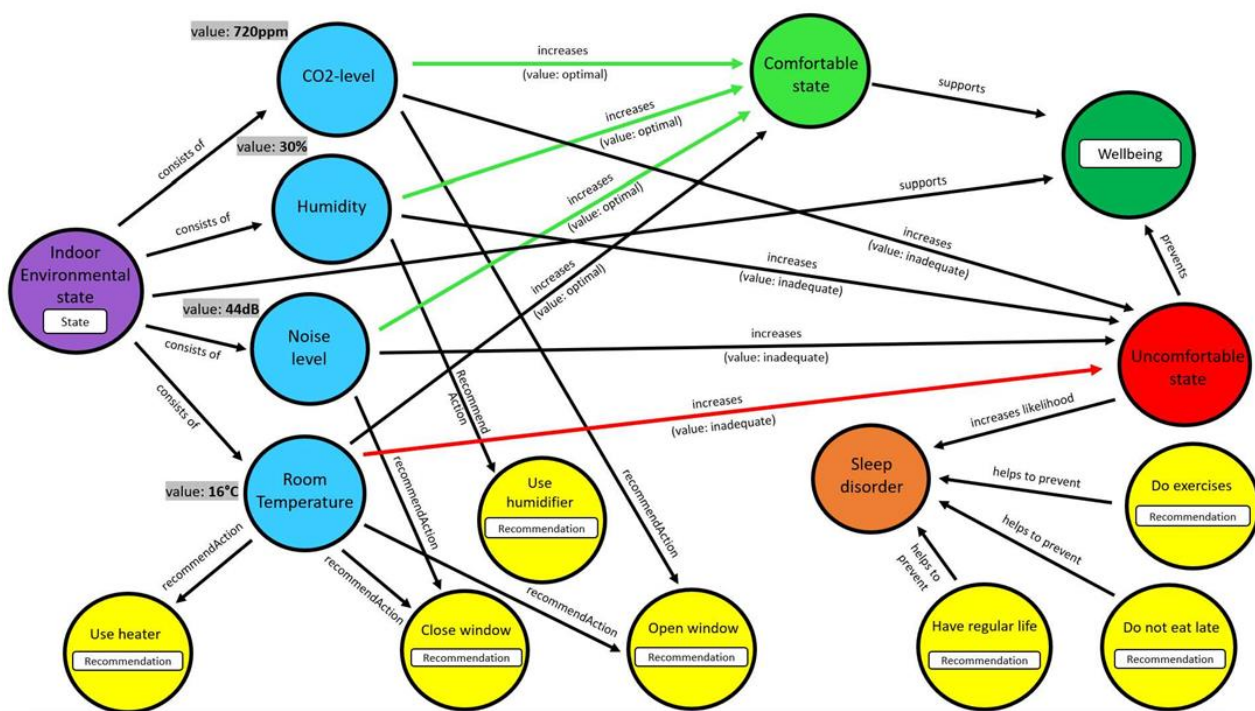 value: 720ppm
CO2-level
increases
(value: optimal)
Comfortable
state
supports
Wellbeing
consists of
value: 30%
Humidity
increases
(value: optimal)
consists of
increases
(value: optimal)
supports
increases
(value: inadequate)
prevents
Indoor
Environmental
state
State
increases
(value: optimal)
increases
(value: inadequate)
value: 44dB
Noise
level
consists of
increases
(value: inadequate)
Uncomfortable
state
consists of
Recommend
Action
increases
(value: inadequate)
increases likelihood
value: 16°C
Room
Temperature
recommendAction
recommendAction
Sleep
disorder
helps to prevent
Do exercises
Recommendation
Use
humidifier
Recommendation
recommendAction
recommendAction
recommendAction
helps to
prevent
helps to prevent
Use heater
Recommendation
Close window
Recommendation
Open window
Recommendation
Have regular life
Recommendation
Do not eat late
Recommendation